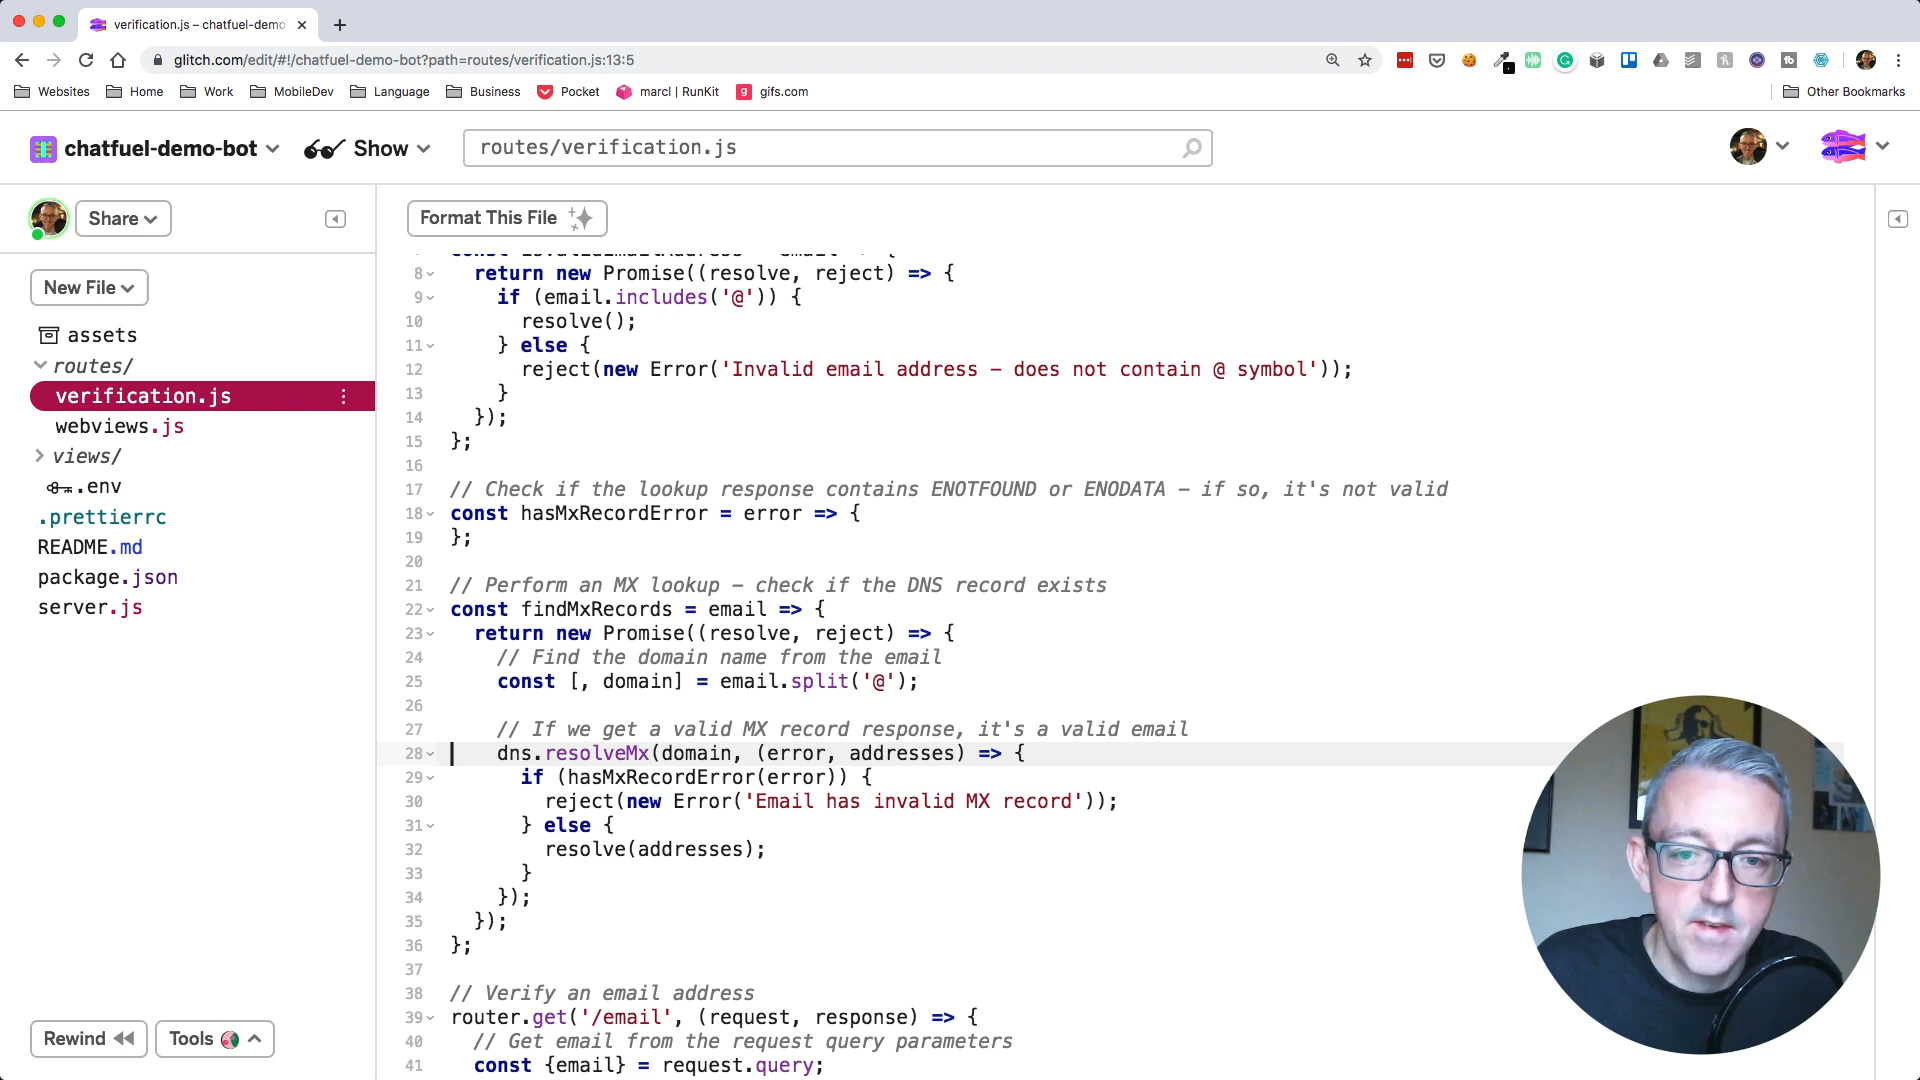 verification.js – chatfuel-demo
glitch.com/edit/#!/chatfuel-demo-bot?path=routes/verification.js:13:5
Websites Home Work MobileDev Language Business Pocket marcl | RunKit gifs.com Other Bookmarks
chatfuel-demo-bot Show routes/verification.js
Share Format This File
New File
assets
routes/
verification.js
webviews.js
views/
.env
.prettierrc
README.md
package.json
server.js
Rewind Tools
8 return new Promise((resolve, reject) => {
9 if (email.includes('@')) {
10 resolve();
11 } else {
12 reject(new Error('Invalid email address – does not contain @ symbol'));
13 }
14 });
15 };
16
17 // Check if the lookup response contains ENOTFOUND or ENODATA – if so, it's not valid
18 const hasMxRecordError = error => {
19 };
20
21 // Perform an MX lookup – check if the DNS record exists
22 const findMxRecords = email => {
23 return new Promise((resolve, reject) => {
24 // Find the domain name from the email
25 const [, domain] = email.split('@');
26
27 // If we get a valid MX record response, it's a valid email
28 dns.resolveMx(domain, (error, addresses) => {
29 if (hasMxRecordError(error)) {
30 reject(new Error('Email has invalid MX record'));
31 } else {
32 resolve(addresses);
33 }
34 });
35 });
36 };
37
38 // Verify an email address
39 router.get('/email', (request, response) => {
40 // Get email from the request query parameters
41 const {email} = request.query;